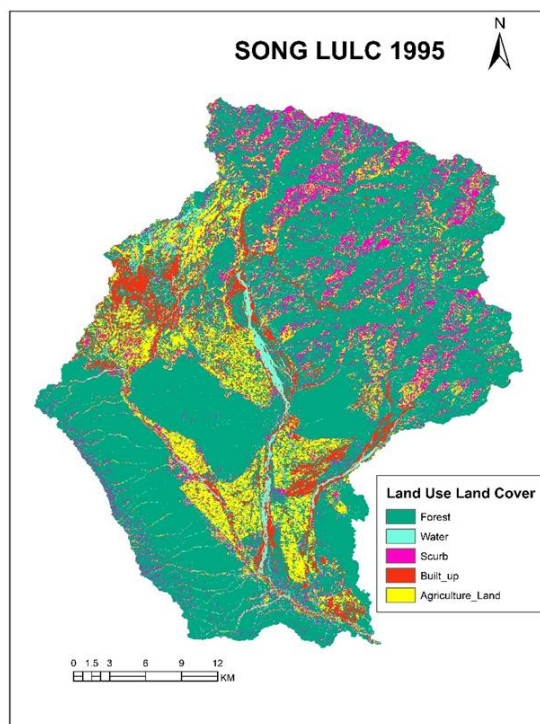 N
SONG LULC 1995
Land Use Land Cover
Forest
Water
Scurb
Built_up
Agriculture_Land
0 1.5 3 6 9 12
KM